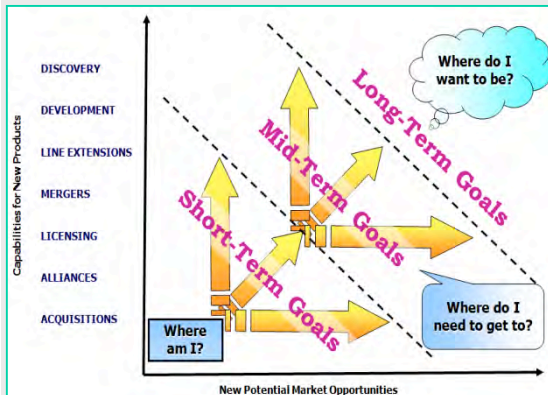 Capabilities for New Products
DISCOVERY
DEVELOPMENT
LINE EXTENSIONS
MERGERS
LICENSING
ALLIANCES
ACQUISITIONS
Where do I
want to be?
Long-Term Goals
Mid-Term Goals
Short-Term Goals
Where do I
need to get to?
Where
am I?
New Potential Market Opportunities